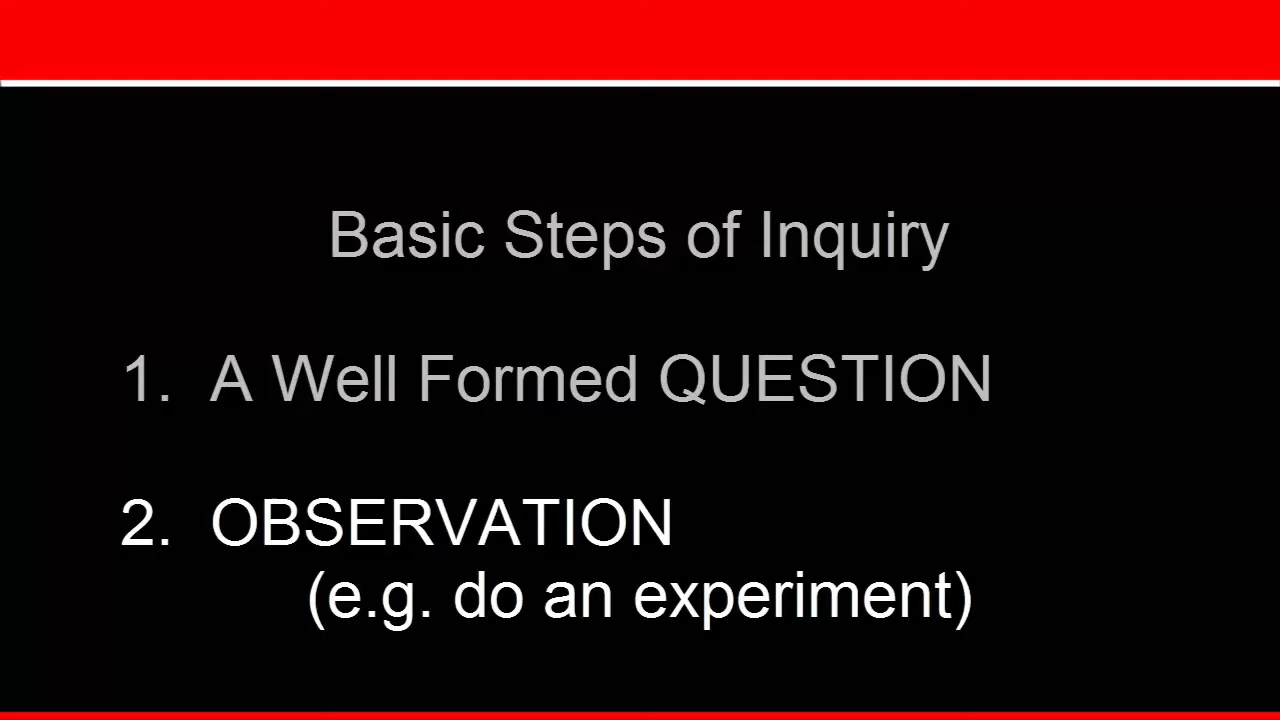 Basic Steps of Inquiry
1. A Well Formed QUESTION
2. OBSERVATION
(e.g. do an experiment)